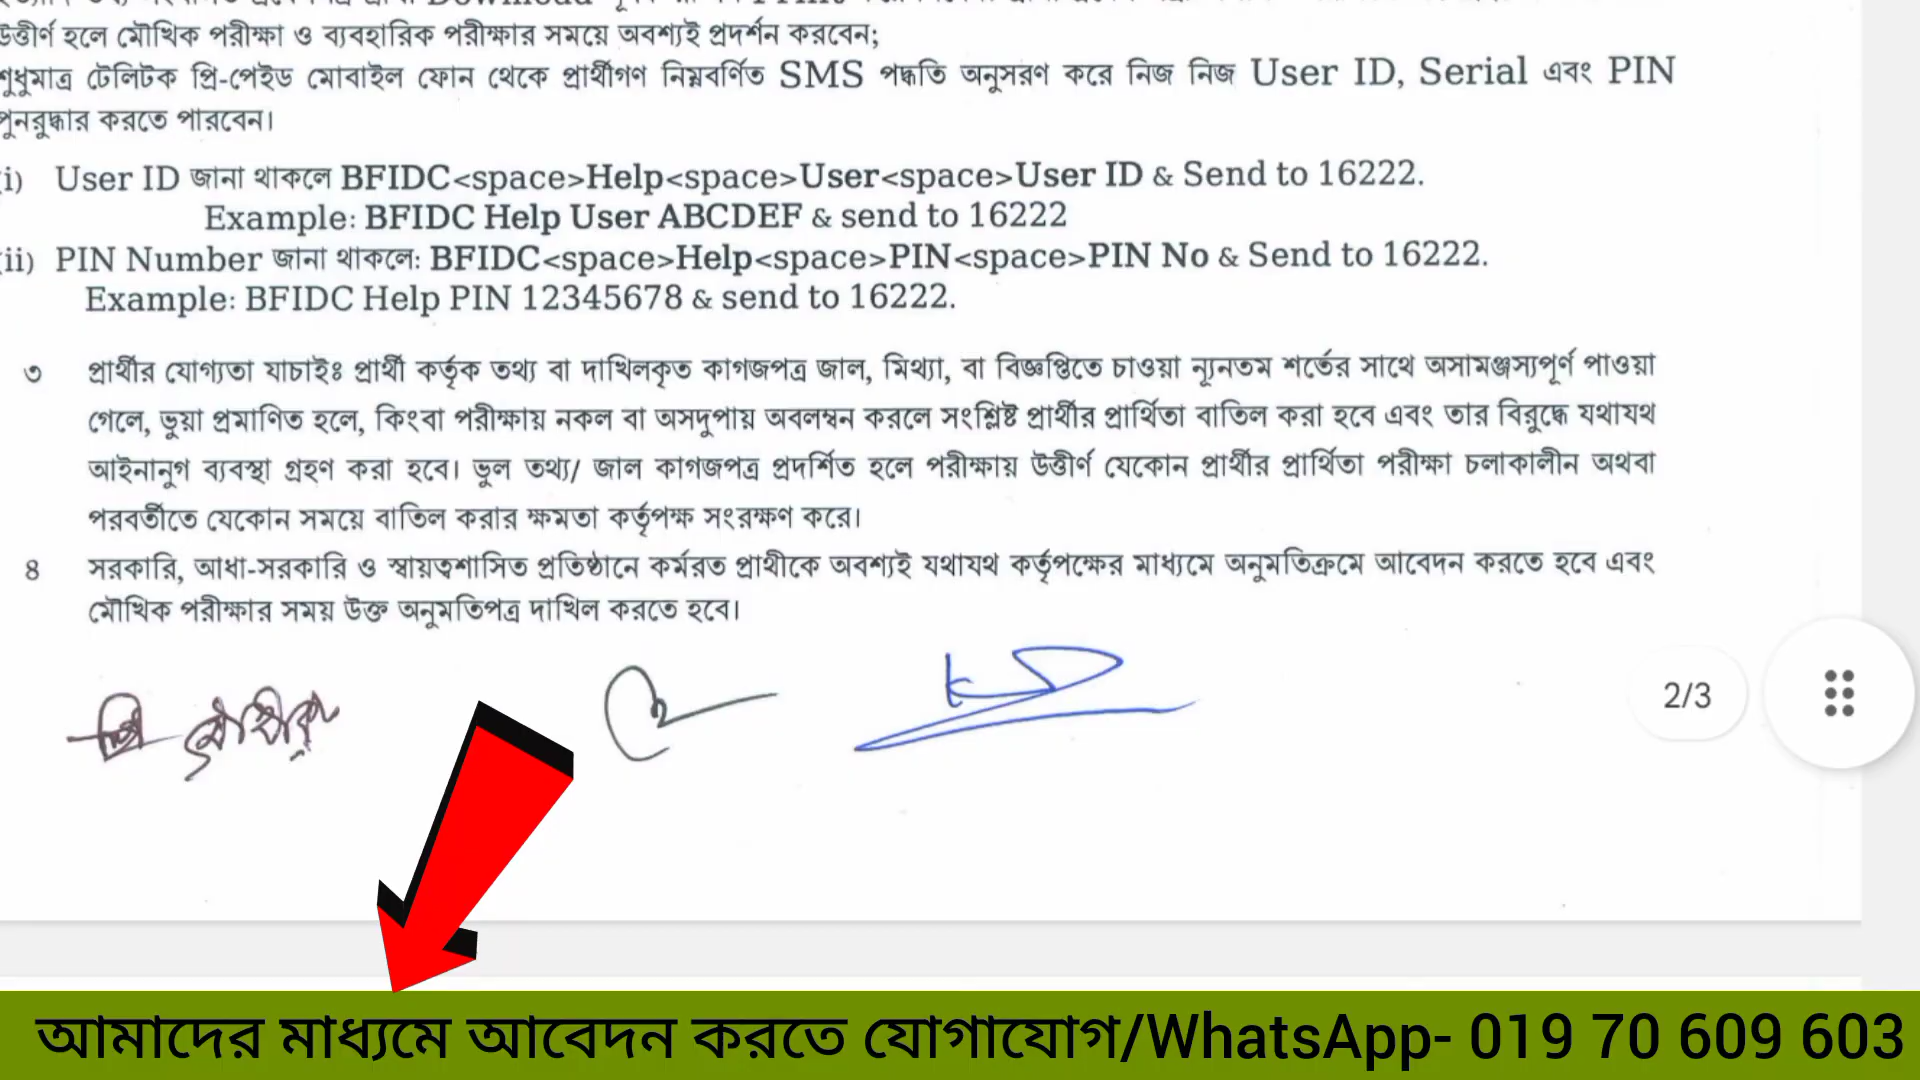 উত্তীর্ণ হলে মৌখিক পরীক্ষা ও ব্যবহারিক পরীক্ষার সময়ে অবশ্যই প্রদর্শন করবেন;
শুধুমাত্র টেলিটক প্রি-পেইড মোবাইল ফোন থেকে প্রার্থীগণ নিম্নবর্ণিত SMS পদ্ধতি অনুসরণ করে নিজ নিজ User ID, Serial এবং PIN
পুনরুদ্ধার করতে পারবেন।
i) User ID জানা থাকলে BFIDC<space>Help<space>User<space>User ID & Send to 16222.
Example: BFIDC Help User ABCDEF & send to 16222
(ii) PIN Number জানা থাকলে: BFIDC<space>Help<space>PIN<space>PIN No & Send to 16222.
Example: BFIDC Help PIN 12345678 & send to 16222.
৩ প্রার্থীর যোগ্যতা যাচাইঃ প্রার্থী কর্তৃক তথ্য বা দাখিলকৃত কাগজপত্র জাল, মিথ্যা, বা বিজ্ঞপ্তিতে চাওয়া ন্যূনতম শর্তের সাথে অসামঞ্জস্যপূর্ণ পাওয়া
গেলে, ভুয়া প্রমাণিত হলে, কিংবা পরীক্ষায় নকল বা অসদুপায় অবলম্বন করলে সংশ্লিষ্ট প্রার্থীর প্রার্থিতা বাতিল করা হবে এবং তার বিরুদ্ধে যথাযথ
আইনানুগ ব্যবস্থা গ্রহণ করা হবে। ভুল তথ্য/ জাল কাগজপত্র প্রদর্শিত হলে পরীক্ষায় উত্তীর্ণ যেকোন প্রার্থীর প্রার্থিতা পরীক্ষা চলাকালীন অথবা
পরবর্তীতে যেকোন সময়ে বাতিল করার ক্ষমতা কর্তৃপক্ষ সংরক্ষণ করে।
৪ সরকারি, আধা-সরকারি ও স্বায়ত্বশাসিত প্রতিষ্ঠানে কর্মরত প্রাথীকে অবশ্যই যথাযথ কর্তৃপক্ষের মাধ্যমে অনুমতিক্রমে আবেদন করতে হবে এবং
মৌখিক পরীক্ষার সময় উক্ত অনুমতিপত্র দাখিল করতে হবে।
2/3
আমাদের মাধ্যমে আবেদন করতে যোগাযোগ/WhatsApp- 019 70 609 603